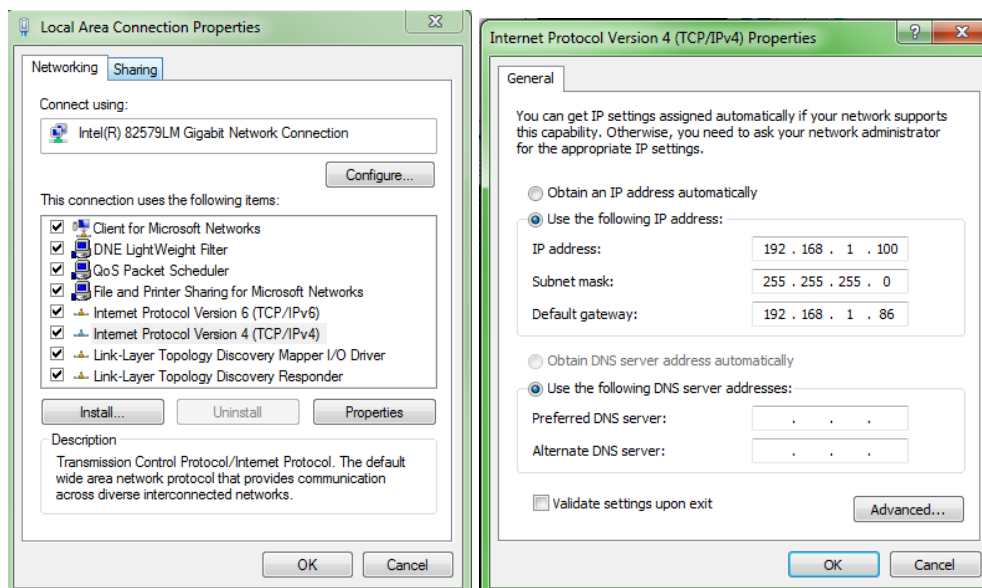 Local Area Connection Properties
Networking
Sharing
Connect using:
Intel(R) 82579LM Gigabit Network Connection
Configure...
This connection uses the following items:
Client for Microsoft Networks
DNE LightWeight Filter
QoS Packet Scheduler
File and Printer Sharing for Microsoft Networks
Internet Protocol Version 6 (TCP/IPv6)
Internet Protocol Version 4 (TCP/IPv4)
Link-Layer Topology Discovery Mapper I/O Driver
Link-Layer Topology Discovery Responder
Install...
Uninstall
Properties
Description
Transmission Control Protocol/Internet Protocol. The default
wide area network protocol that provides communication
across diverse interconnected networks.
OK
Cancel
Internet Protocol Version 4 (TCP/IPv4) Properties
General
You can get IP settings assigned automatically if your network supports
this capability. Otherwise, you need to ask your network administrator
for the appropriate IP settings.
Obtain an IP address automatically
Use the following IP address:
IP address: 192 . 168 . 1 . 100
Subnet mask: 255 . 255 . 255 . 0
Default gateway: 192 . 168 . 1 . 86
Obtain DNS server address automatically
Use the following DNS server addresses:
Preferred DNS server: . . .
Alternate DNS server: . . .
Validate settings upon exit
Advanced...
OK
Cancel